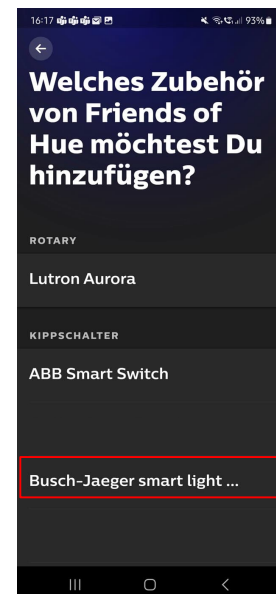 16:17 93%
Welches Zubehör
von Friends of
Hue möchtest Du
hinzufügen?
ROTARY
Lutron Aurora
KIPPSCHALTER
ABB Smart Switch
Busch-Jaeger smart light ...